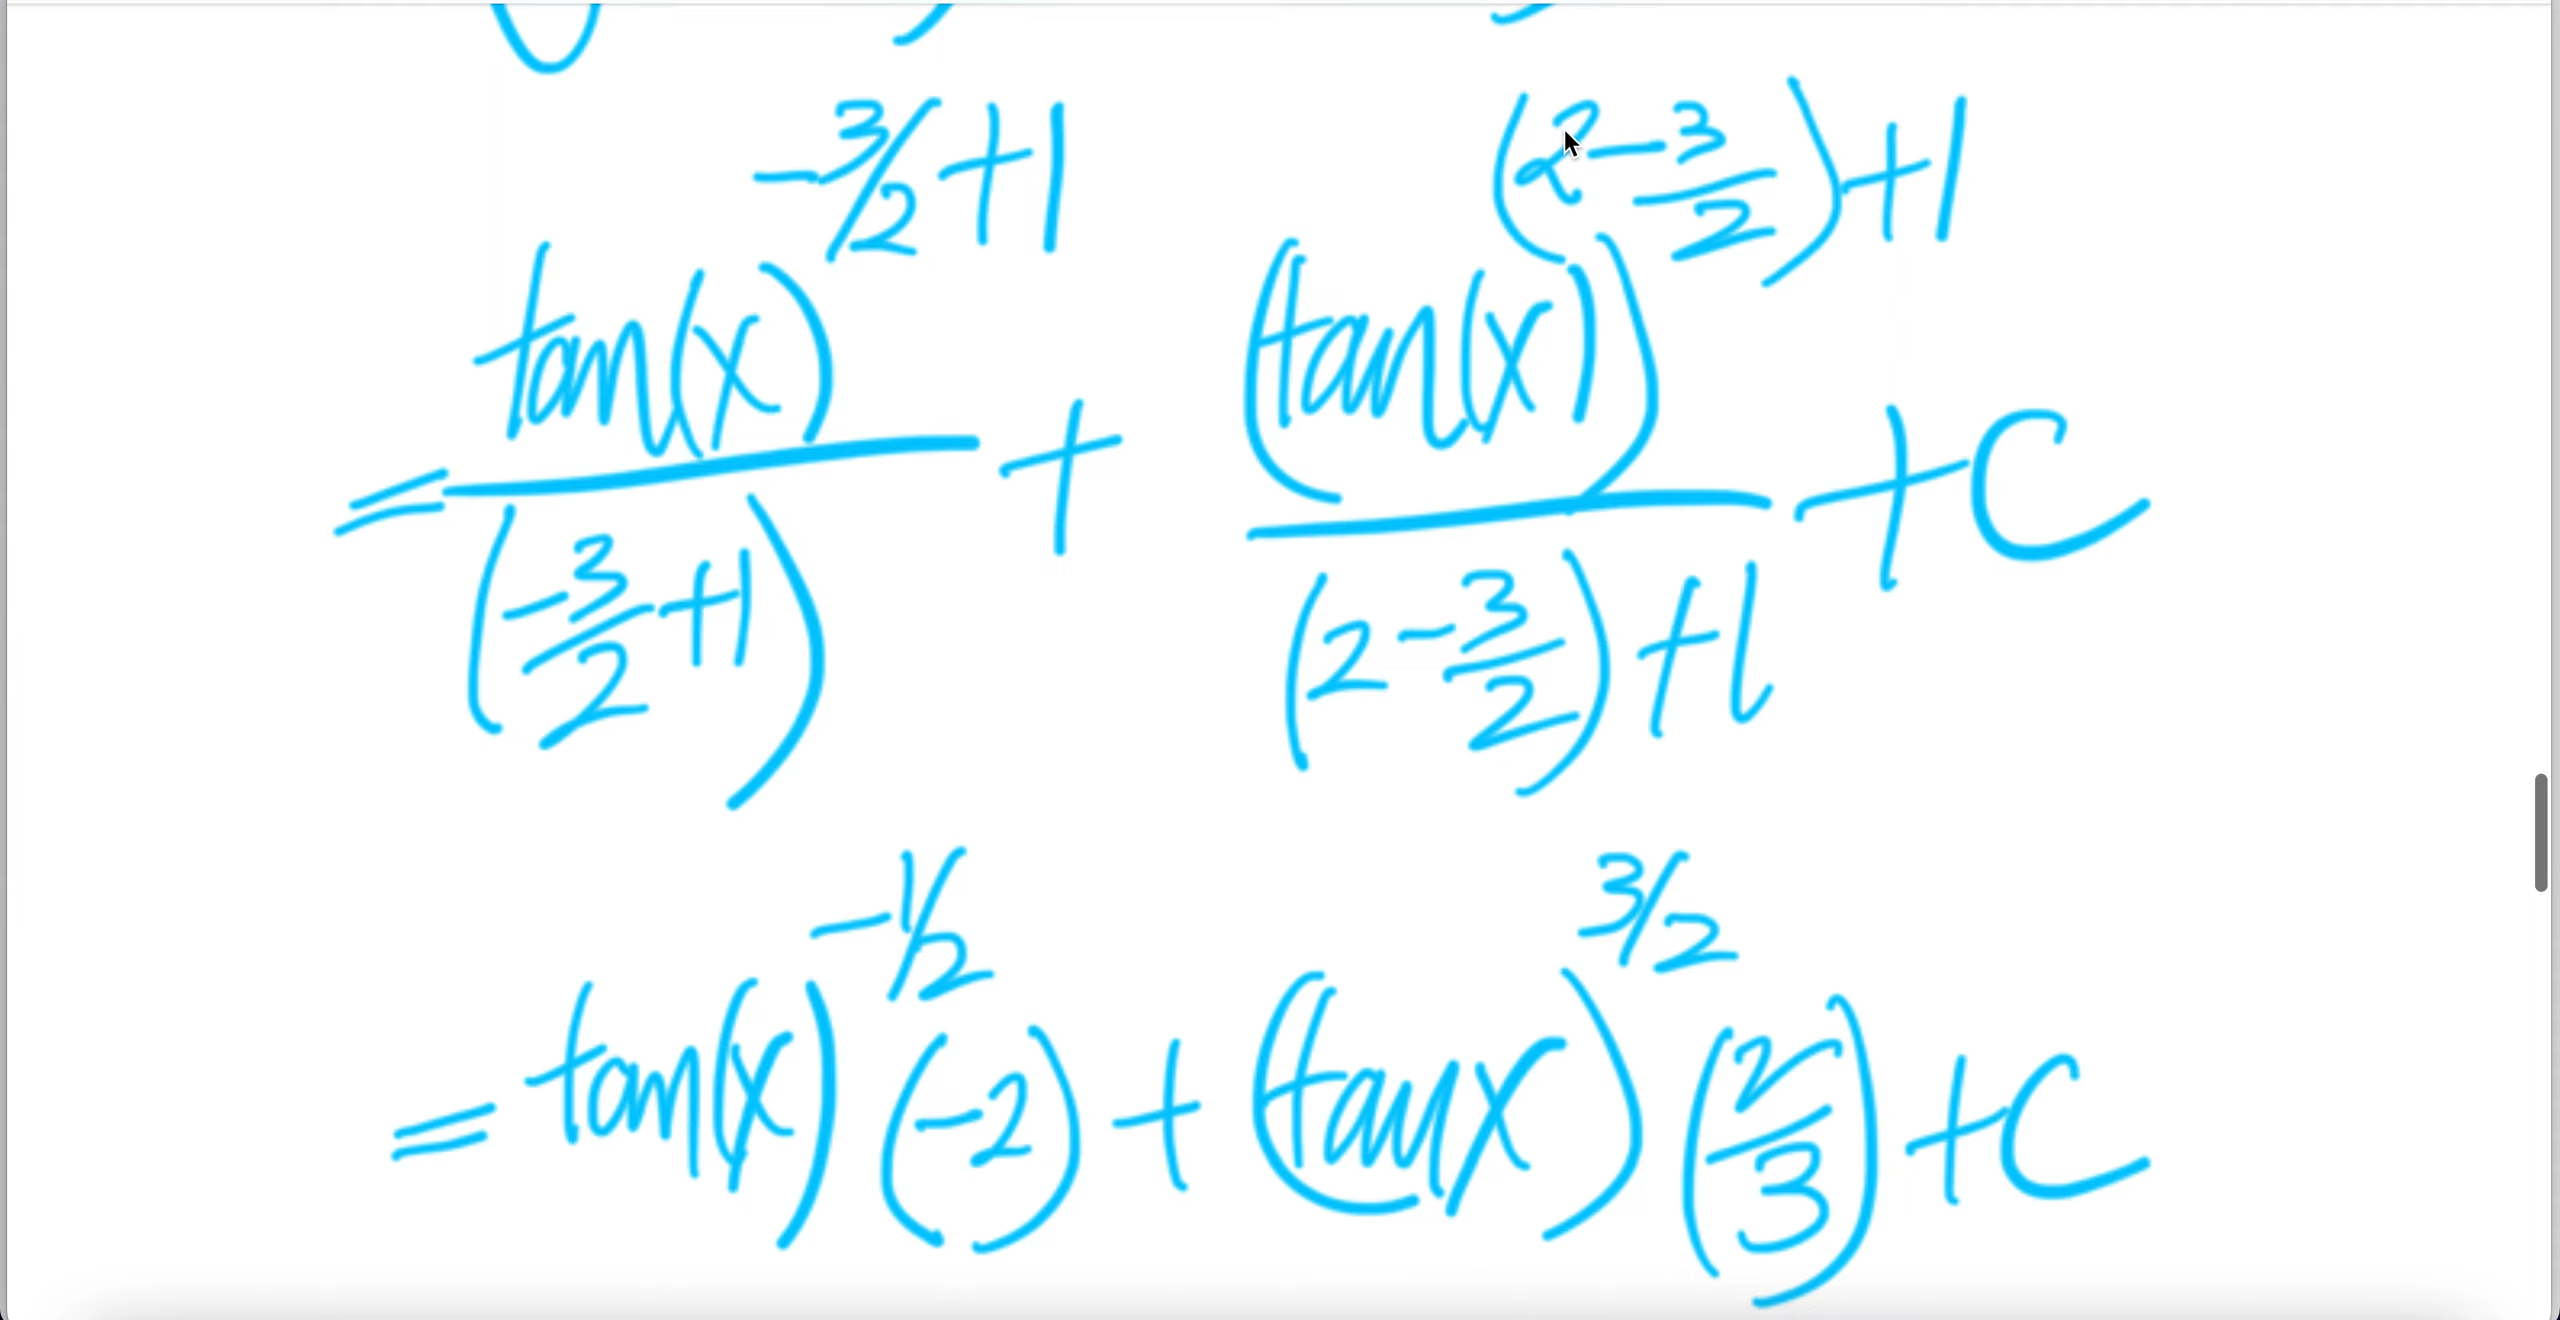 = tan(x)^(-3/2+1) / (-3/2+1) + (tan(x))^((2-3/2)+1) / ((2-3/2)+1) + C
= tan(x)^(-1/2) (-2) + (tan x)^(3/2) (2/3) + C